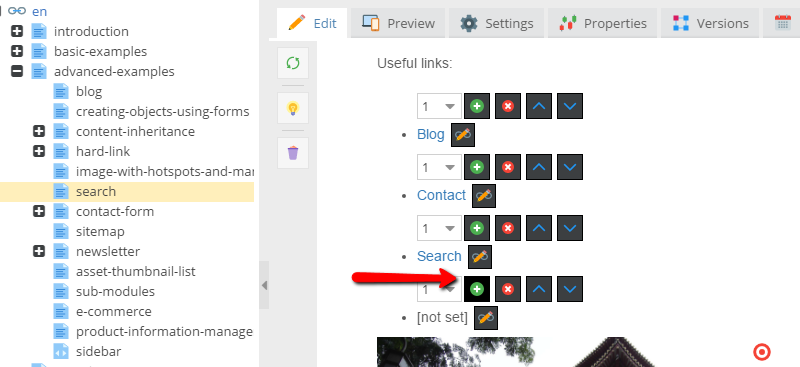 en
introduction
basic-examples
advanced-examples
blog
creating-objects-using-forms
content-inheritance
hard-link
image-with-hotspots-and-mar
search
contact-form
sitemap
newsletter
asset-thumbnail-list
sub-modules
e-commerce
product-information-manage
sidebar
Edit Preview Settings Properties Versions
Useful links:
1
Blog
1
Contact
1
Search
1
[not set]